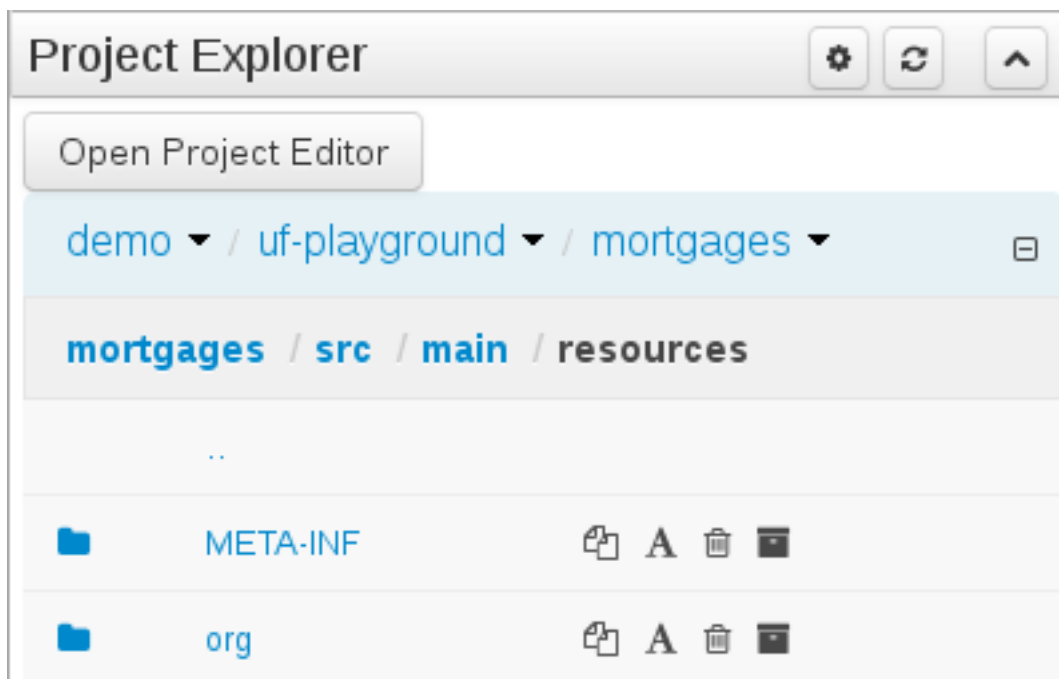 Project Explorer
Open Project Editor
demo / uf-playground / mortgages
mortgages / src / main / resources
..
META-INF
org